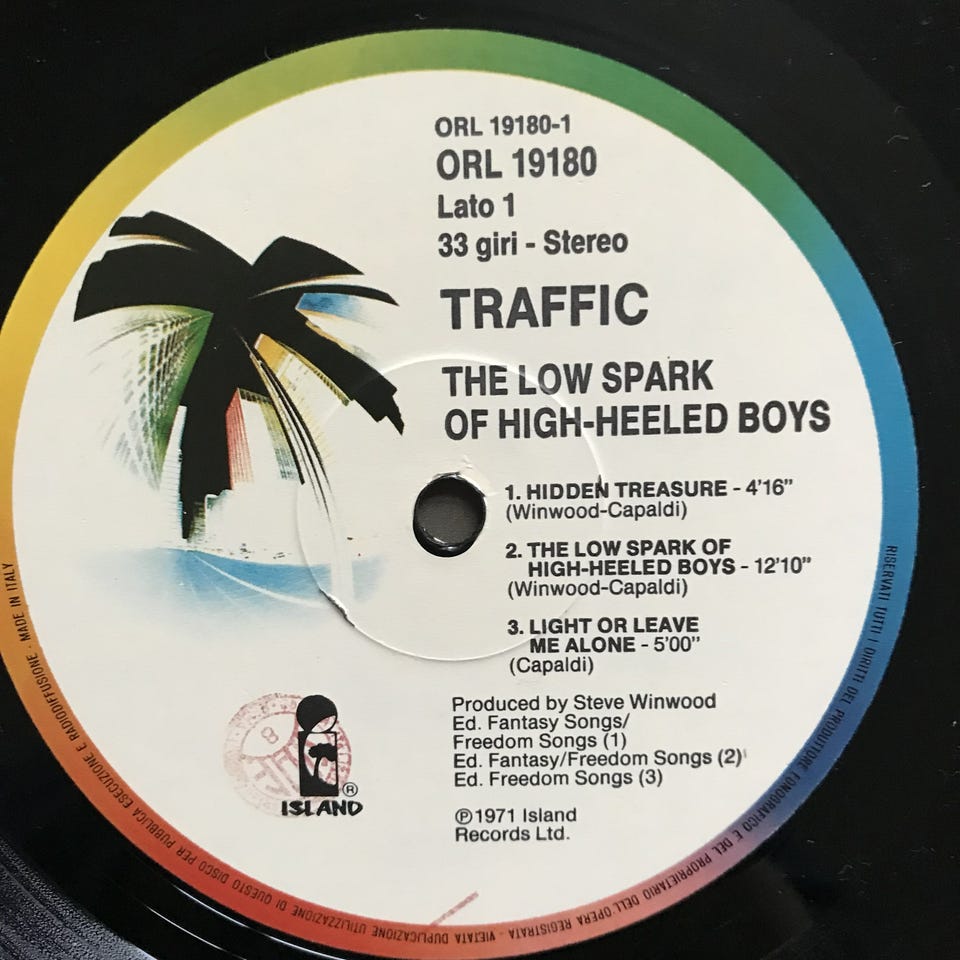 ORL 19180-1
ORL 19180
Lato 1
33 giri - Stereo
TRAFFIC
THE LOW SPARK
OF HIGH-HEELED BOYS
1. HIDDEN TREASURE - 4'16"
(Winwood-Capaldi)
2. THE LOW SPARK OF
HIGH-HEELED BOYS - 12'10"
(Winwood-Capaldi)
3. LIGHT OR LEAVE
ME ALONE - 5'00"
(Capaldi)
Produced by Steve Winwood
Ed. Fantasy Songs/
Freedom Songs (1)
Ed. Fantasy/Freedom Songs (2)
Ed. Freedom Songs (3)
℗1971 Island
Records Ltd.
8
®
ISLAND
RISERVATI TUTTI I DIRITTI DEL PRODUTTORE FONOGRAFICO E DEL PROPRIETARIO DELL'OPERA REGISTRATA - VIETATA DUPLICAZIONE UTILIZZAZIONE DI QUESTO DISCO PER PUBBLICA ESECUZIONE E RADIODIFFUSIONE - MADE IN ITALY